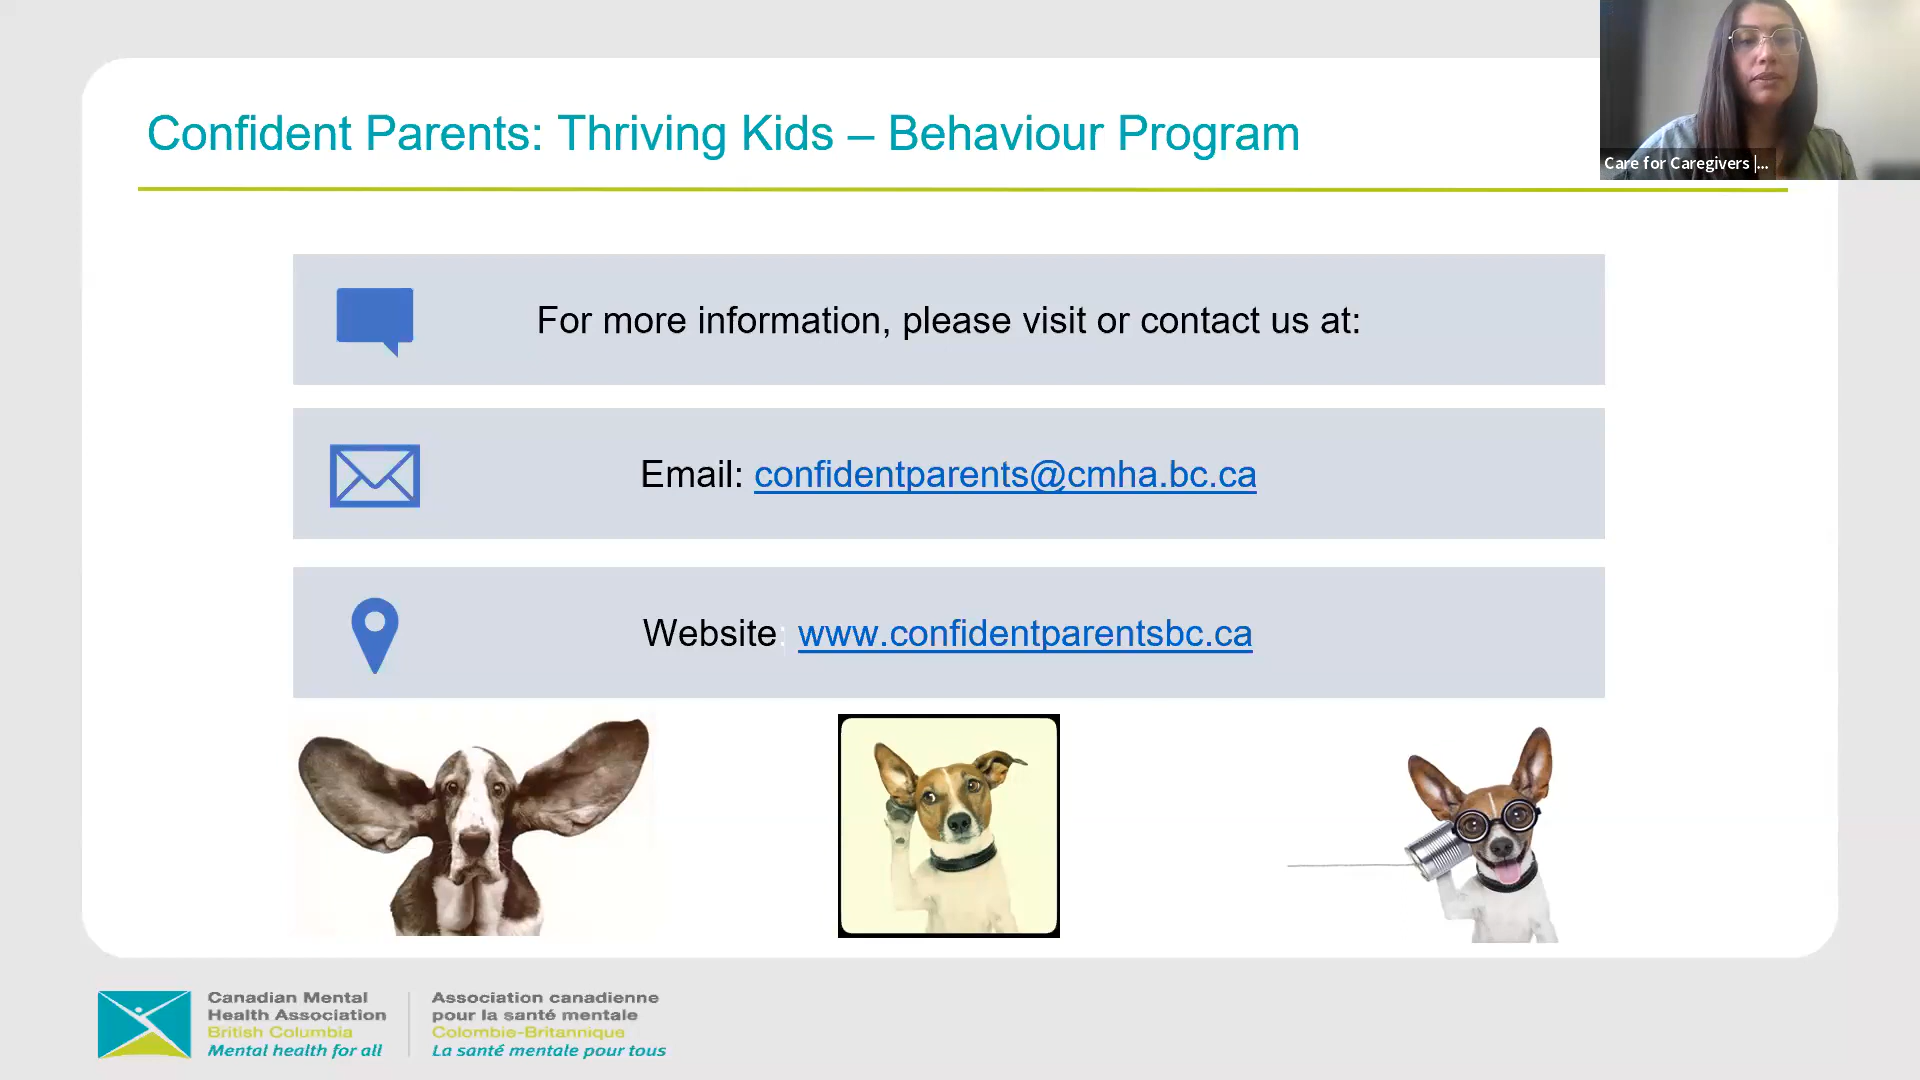 Confident Parents: Thriving Kids – Behaviour Program
Care for Caregivers |...
For more information, please visit or contact us at:
Email: confidentparents@cmha.bc.ca
Website: www.confidentparentsbc.ca
Canadian Mental
Health Association
British Columbia
Mental health for all
Association canadienne
pour la santé mentale
Colombie-Britannique
La santé mentale pour tous